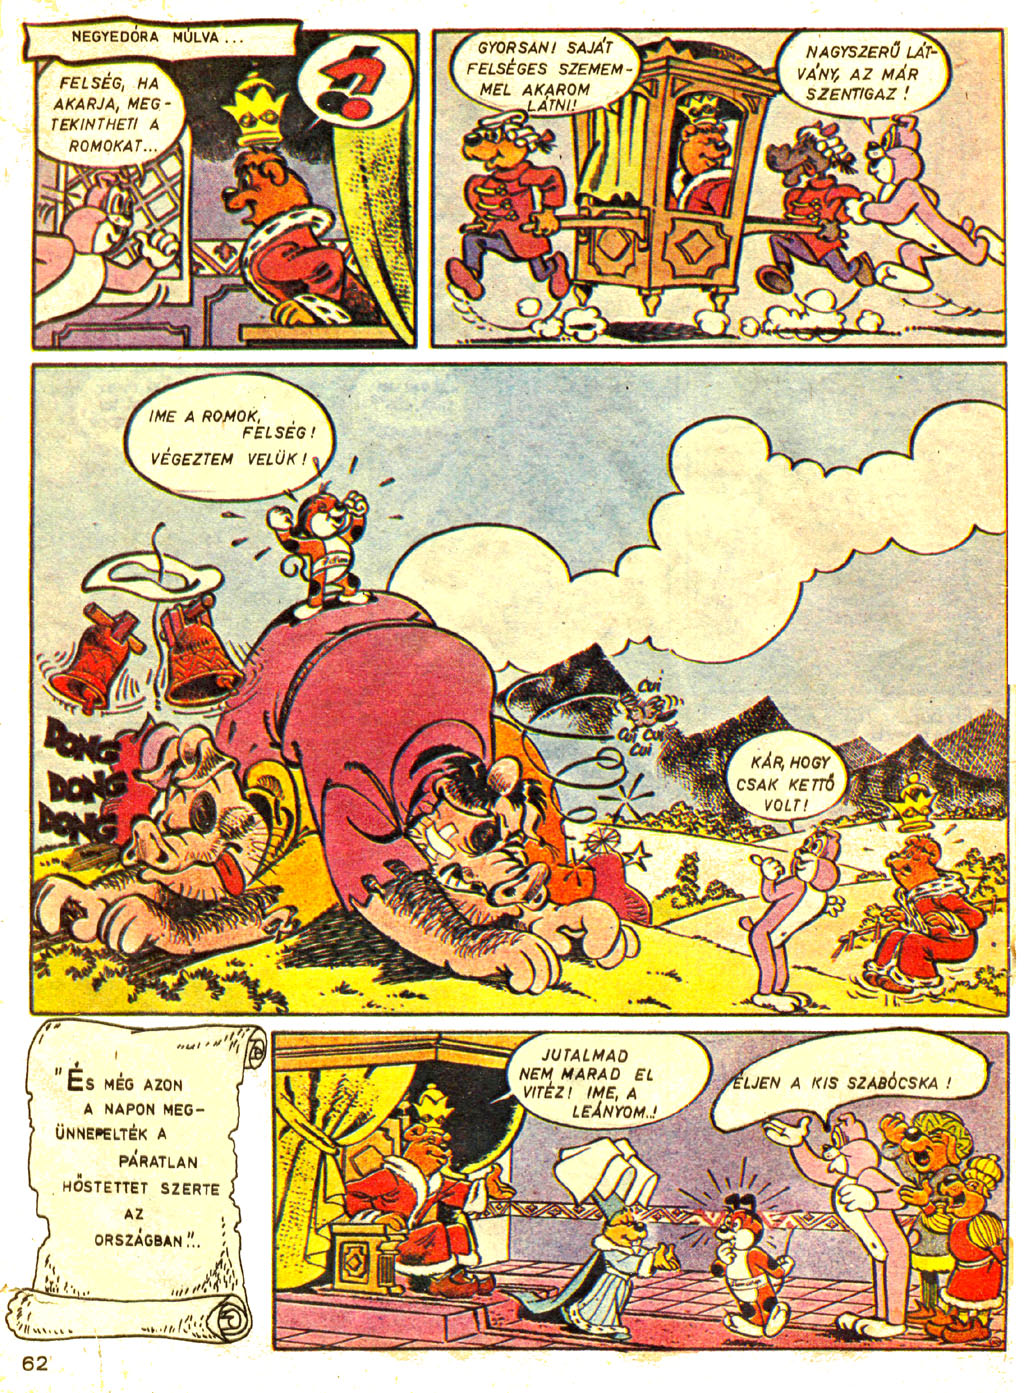 NEGYEDÓRA MÚLVA...
FELSÉG, HA
AKARJA, MEG-
TEKINTHETI A
ROMOKAT...
?!
GYORSAN! SAJÁT
FELSÉGES SZEMEM-
MEL AKAROM
LÁTNI!
NAGYSZERŰ LÁT-
VÁNY, AZ MÁR
SZENTIGAZ!
IME A ROMOK,
FELSÉG!
VÉGEZTEM VELÜK!
DONG
DONG
DONG
CUI
CUI CUI
CUI
KÁR, HOGY
CSAK KETTŐ
VOLT!
"ÉS MÉG AZON
A NAPON MEG-
ÜNNEPELTÉK A
PÁRATLAN
HŐSTETTET SZERTE
AZ
ORSZÁGBAN"...
JUTALMAD
NEM MARAD EL
VITÉZ! IME, A
LEÁNYOM..!
ÉLJEN A KIS SZABÓCSKA!
62